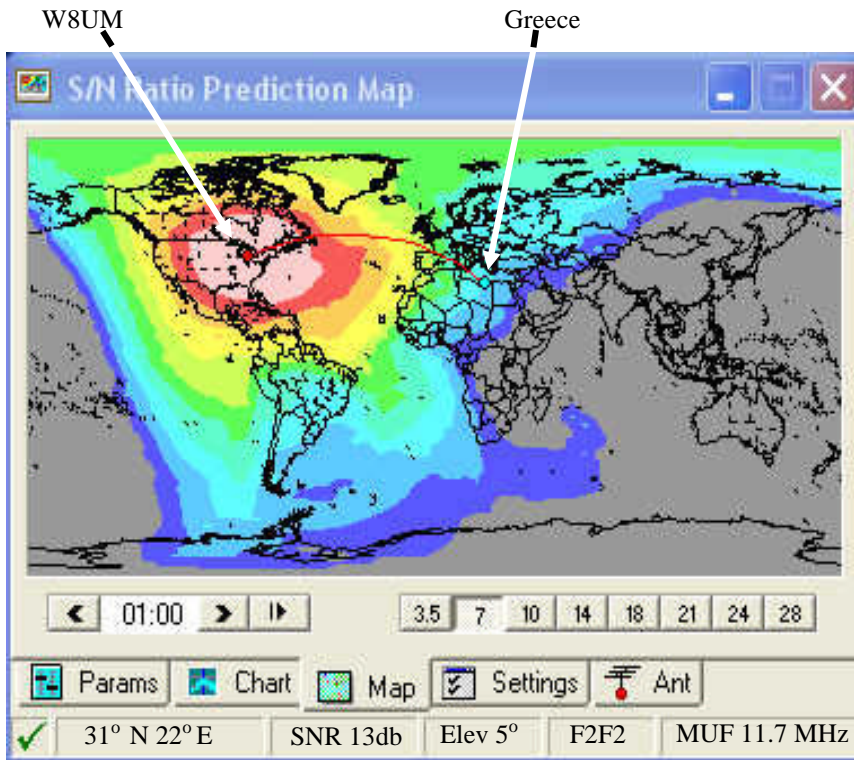 W8UM Greece
S/N Ratio Prediction Map
01:00 3.5 7 10 14 18 21 24 28
Params Chart Map Settings Ant
31° N 22° E SNR 13db Elev 5° F2F2 MUF 11.7 MHz